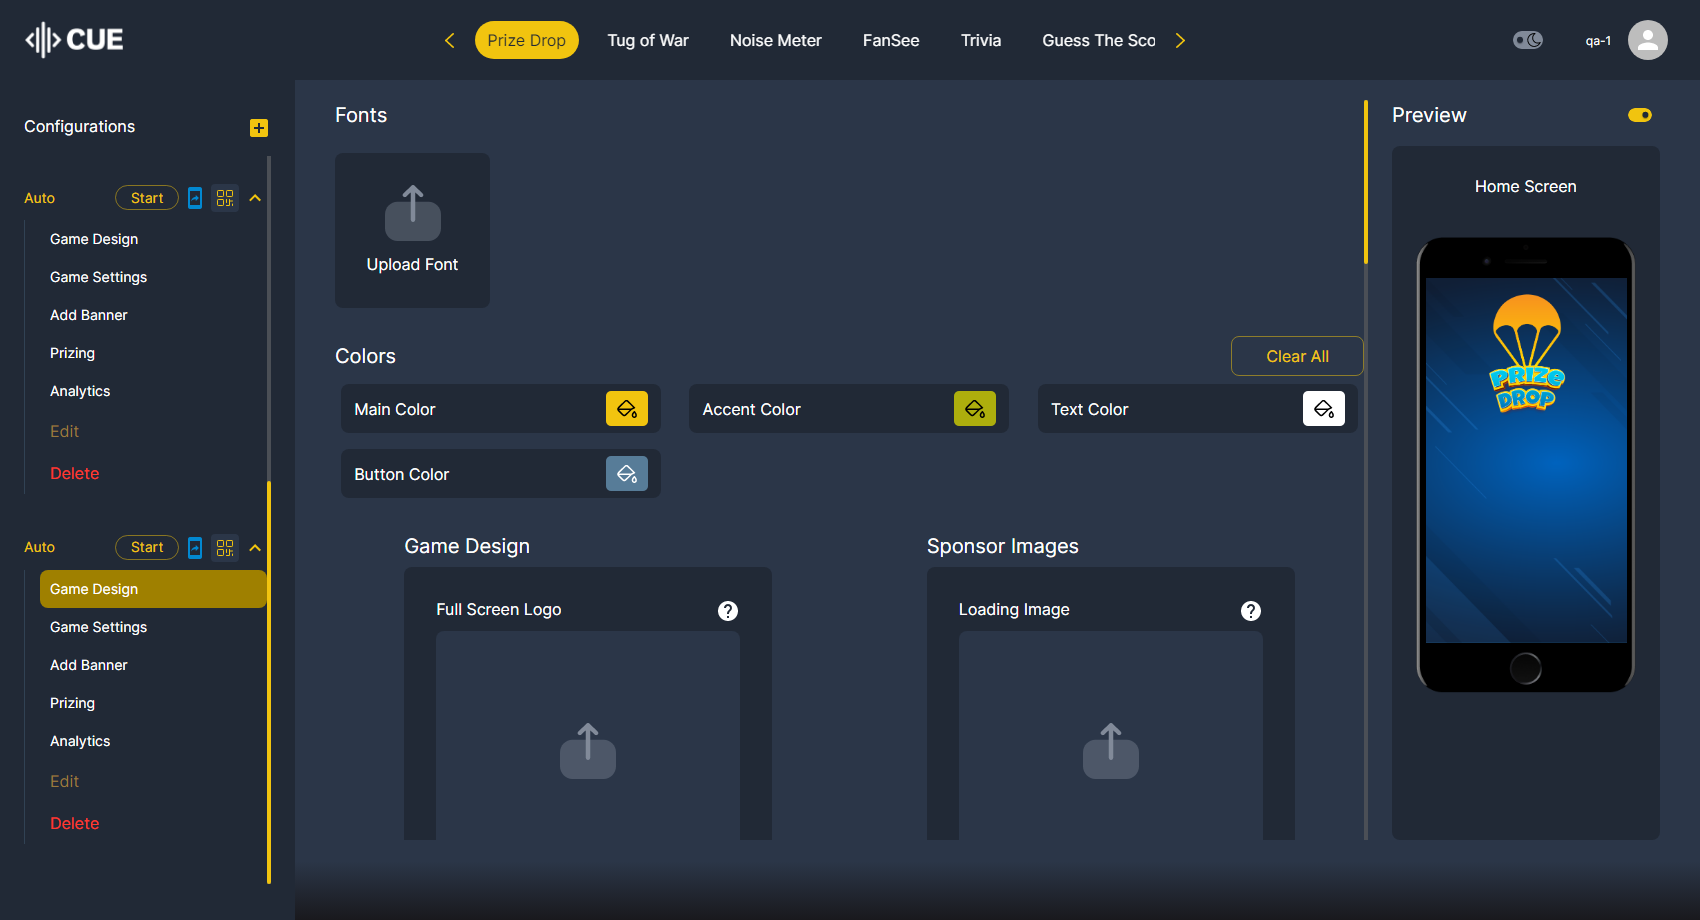 CUE
Prize Drop
Tug of War
Noise Meter
FanSee
Trivia
Guess The Sco
qa-1
Configurations
Auto
Start
Game Design
Game Settings
Add Banner
Prizing
Analytics
Edit
Delete
Auto
Start
Game Design
Game Settings
Add Banner
Prizing
Analytics
Edit
Delete
Fonts
Upload Font
Colors
Clear All
Main Color
Accent Color
Text Color
Button Color
Game Design
Full Screen Logo
?
Sponsor Images
Loading Image
?
Preview
Home Screen
PRIZE
DROP